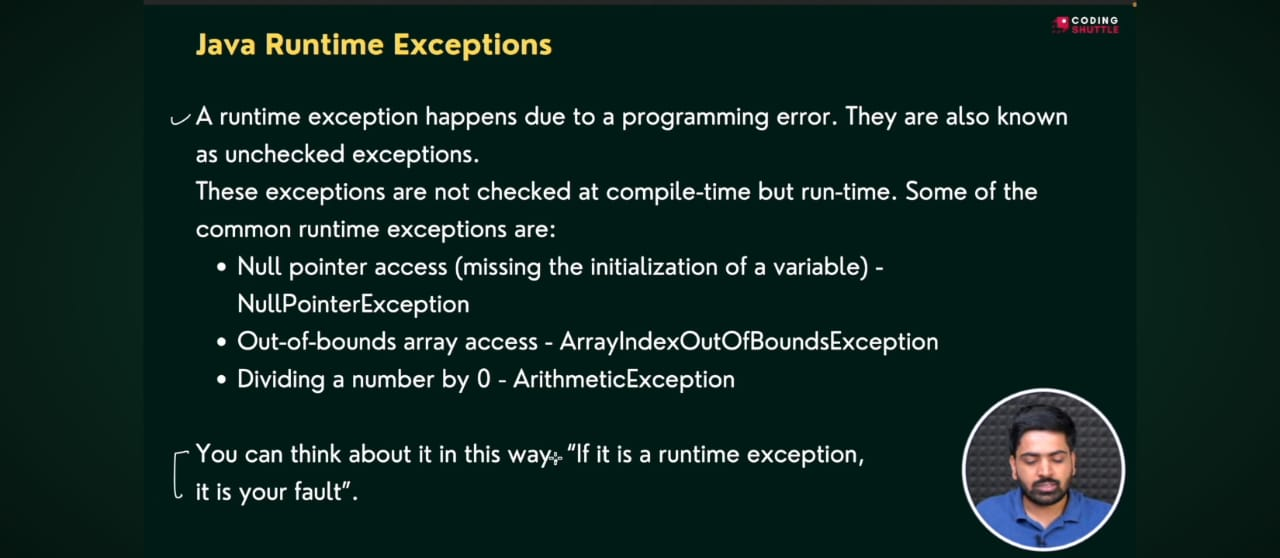 CODING
SHUTTLE
Java Runtime Exceptions
A runtime exception happens due to a programming error. They are also known
as unchecked exceptions.
These exceptions are not checked at compile-time but run-time. Some of the
common runtime exceptions are:
• Null pointer access (missing the initialization of a variable) -
NullPointerException
• Out-of-bounds array access - ArrayIndexOutOfBoundsException
• Dividing a number by 0 - ArithmeticException
You can think about it in this way: “If it is a runtime exception,
it is your fault”.